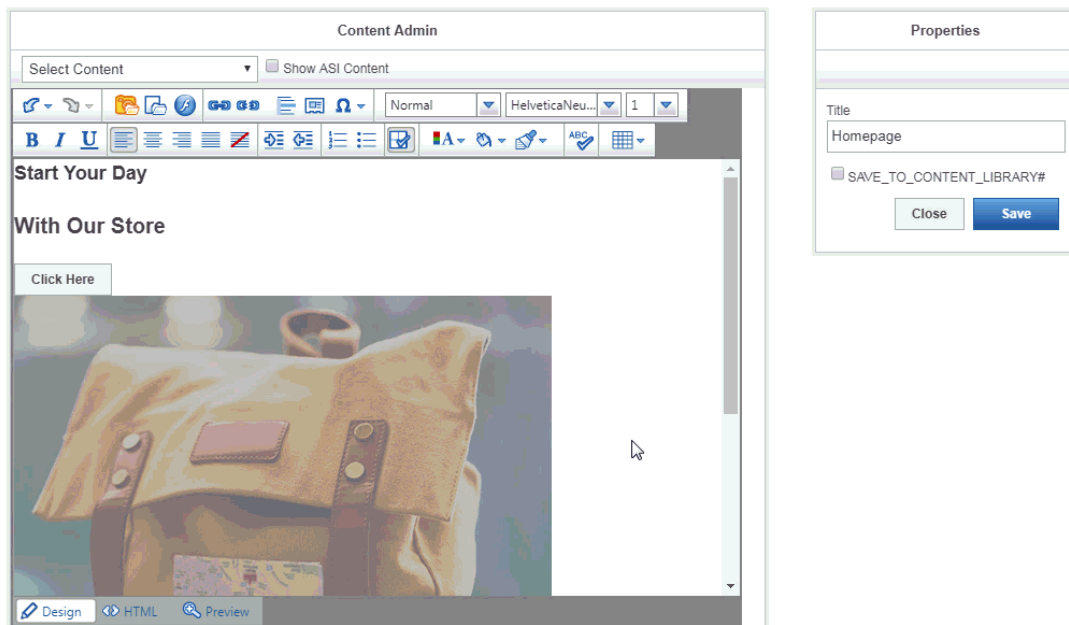 Content Admin
Select Content
Show ASI Content
Ω
Normal
HelveticaNeu...
1
B I U
A
ABC
Start Your Day
With Our Store
Click Here
Design
HTML
Preview
Properties
Title
Homepage
SAVE_TO_CONTENT_LIBRARY#
Close
Save